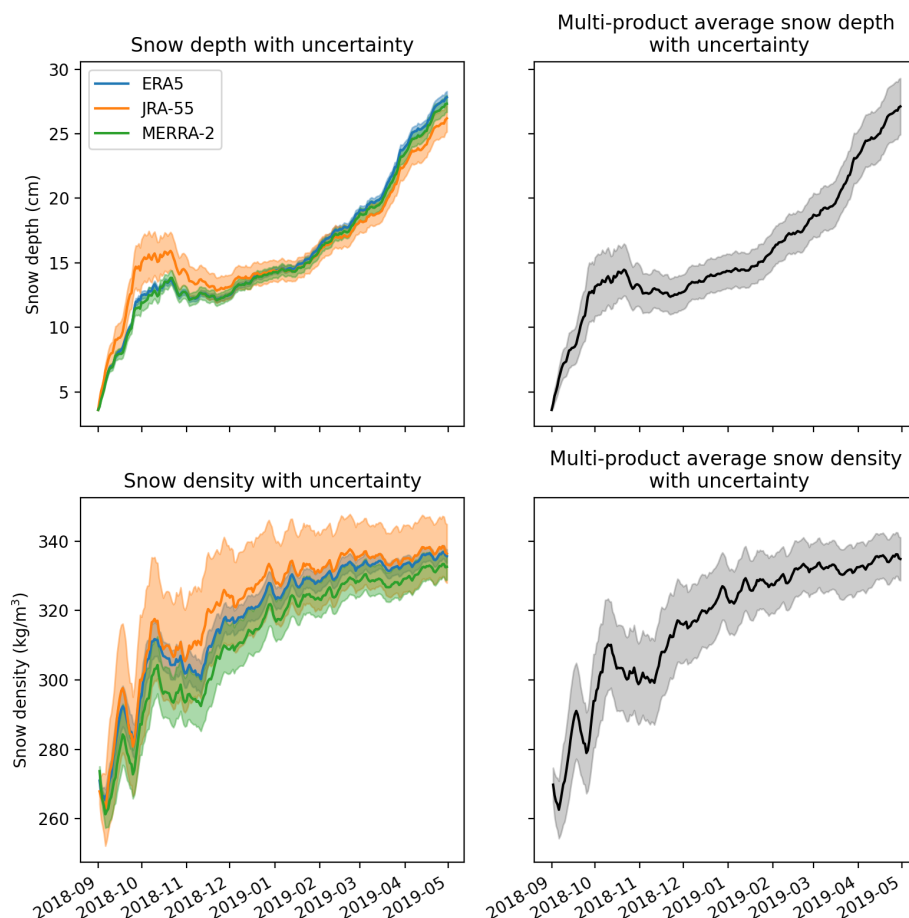 Snow depth with uncertainty
Multi-product average snow depth
with uncertainty
30
25
20
15
10
5
Snow depth (cm)
ERA5
JRA-55
MERRA-2
Snow density with uncertainty
Multi-product average snow density
with uncertainty
340
320
300
280
260
Snow density (kg/m³)
2018-09
2018-10
2018-11
2018-12
2019-01
2019-02
2019-03
2019-04
2019-05
2018-09
2018-10
2018-11
2018-12
2019-01
2019-02
2019-03
2019-04
2019-05